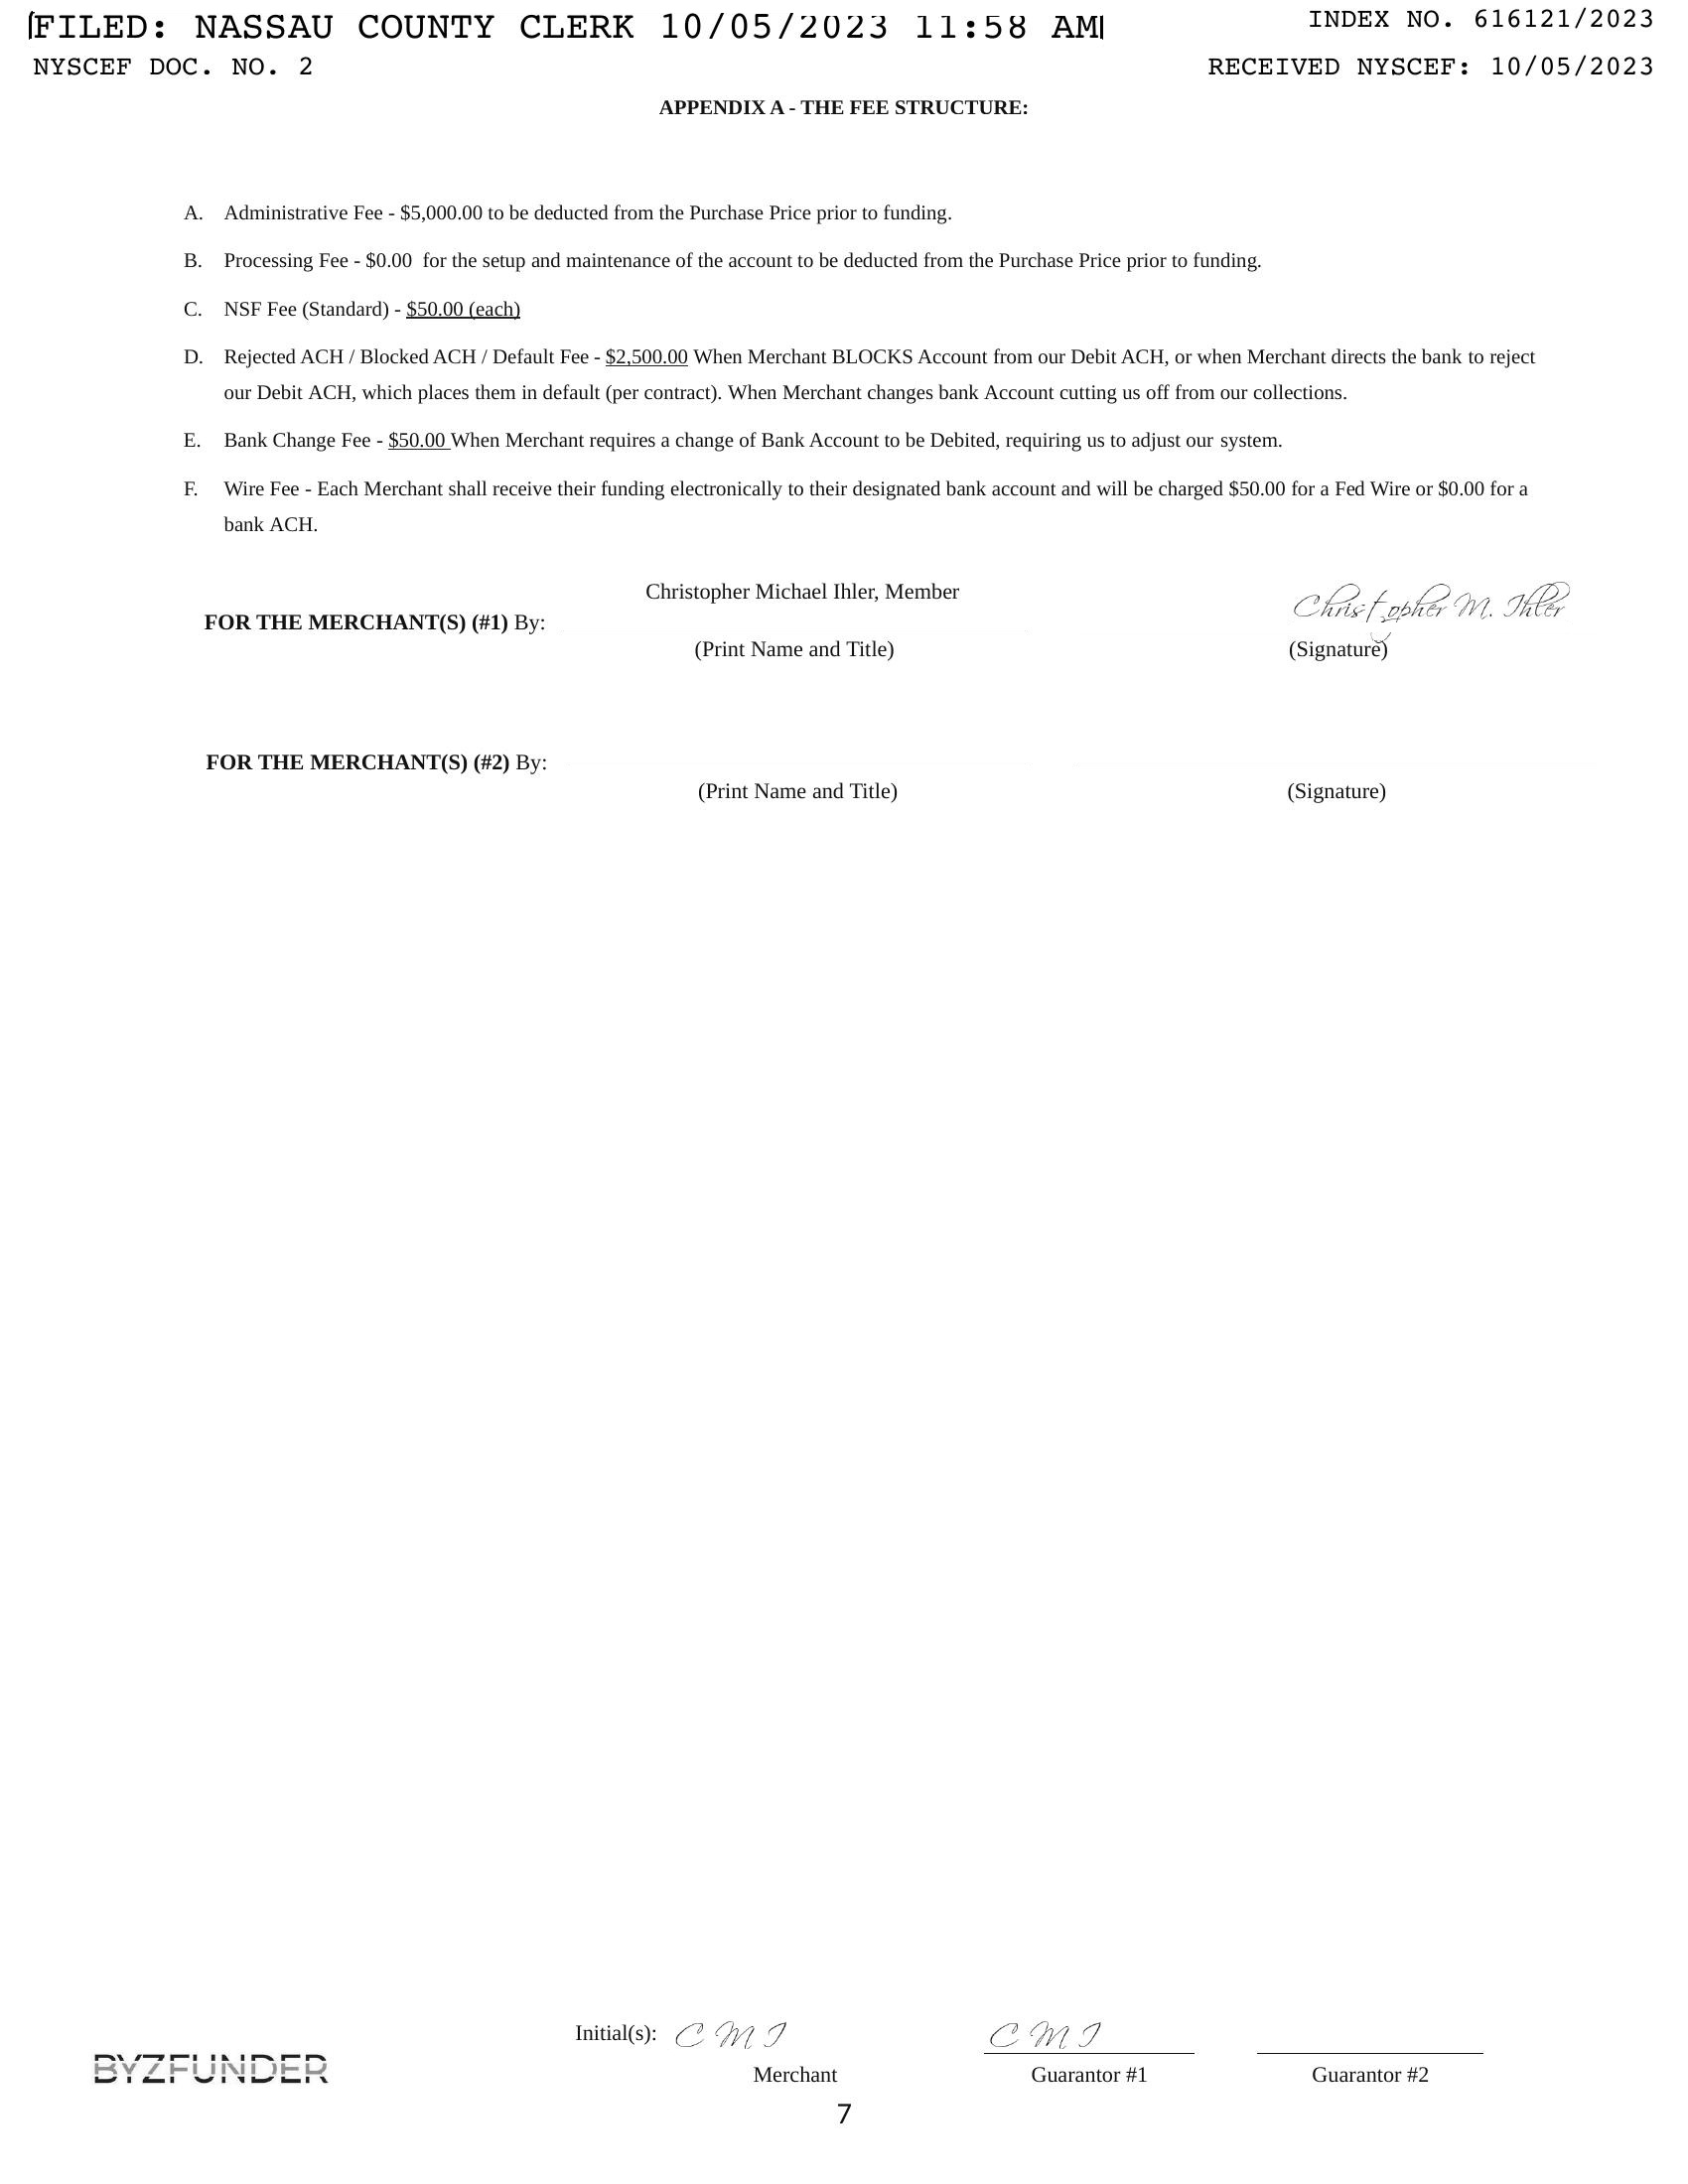 FILED: NASSAU COUNTY CLERK 10/05/2023 11:58 AM
INDEX NO. 616121/2023
NYSCEF DOC. NO. 2
RECEIVED NYSCEF: 10/05/2023
APPENDIX A - THE FEE STRUCTURE:
A. Administrative Fee - $5,000.00 to be deducted from the Purchase Price prior to funding.
B. Processing Fee - $0.00 for the setup and maintenance of the account to be deducted from the Purchase Price prior to funding.
C. NSF Fee (Standard) - $50.00 (each)
D. Rejected ACH / Blocked ACH / Default Fee - $2,500.00 When Merchant BLOCKS Account from our Debit ACH, or when Merchant directs the bank to reject
our Debit ACH, which places them in default (per contract). When Merchant changes bank Account cutting us off from our collections.
E. Bank Change Fee - $50.00 When Merchant requires a change of Bank Account to be Debited, requiring us to adjust our system.
F. Wire Fee - Each Merchant shall receive their funding electronically to their designated bank account and will be charged $50.00 for a Fed Wire or $0.00 for a
bank ACH.
Christopher Michael Ihler, Member
Christopher M. Ihler
FOR THE MERCHANT(S) (#1) By:
(Print Name and Title) (Signature)
FOR THE MERCHANT(S) (#2) By:
(Print Name and Title) (Signature)
Initial(s): C M I C M I
BYZFUNDER
Merchant Guarantor #1 Guarantor #2
7